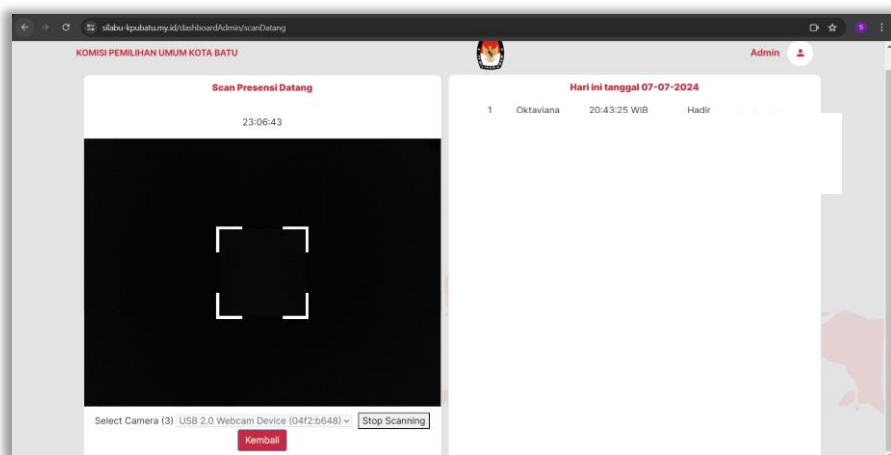 silabu-kpubatu.my.id/dashboardAdmin/scanDatang
KOMISI PEMILIHAN UMUM KOTA BATU
Admin
Scan Presensi Datang
23:06:43
Select Camera (3) USB 2.0 Webcam Device (04f2:b648) Stop Scanning
Kembali
Hari ini tanggal 07-07-2024
1 Oktaviana 20:43:25 WIB Hadir